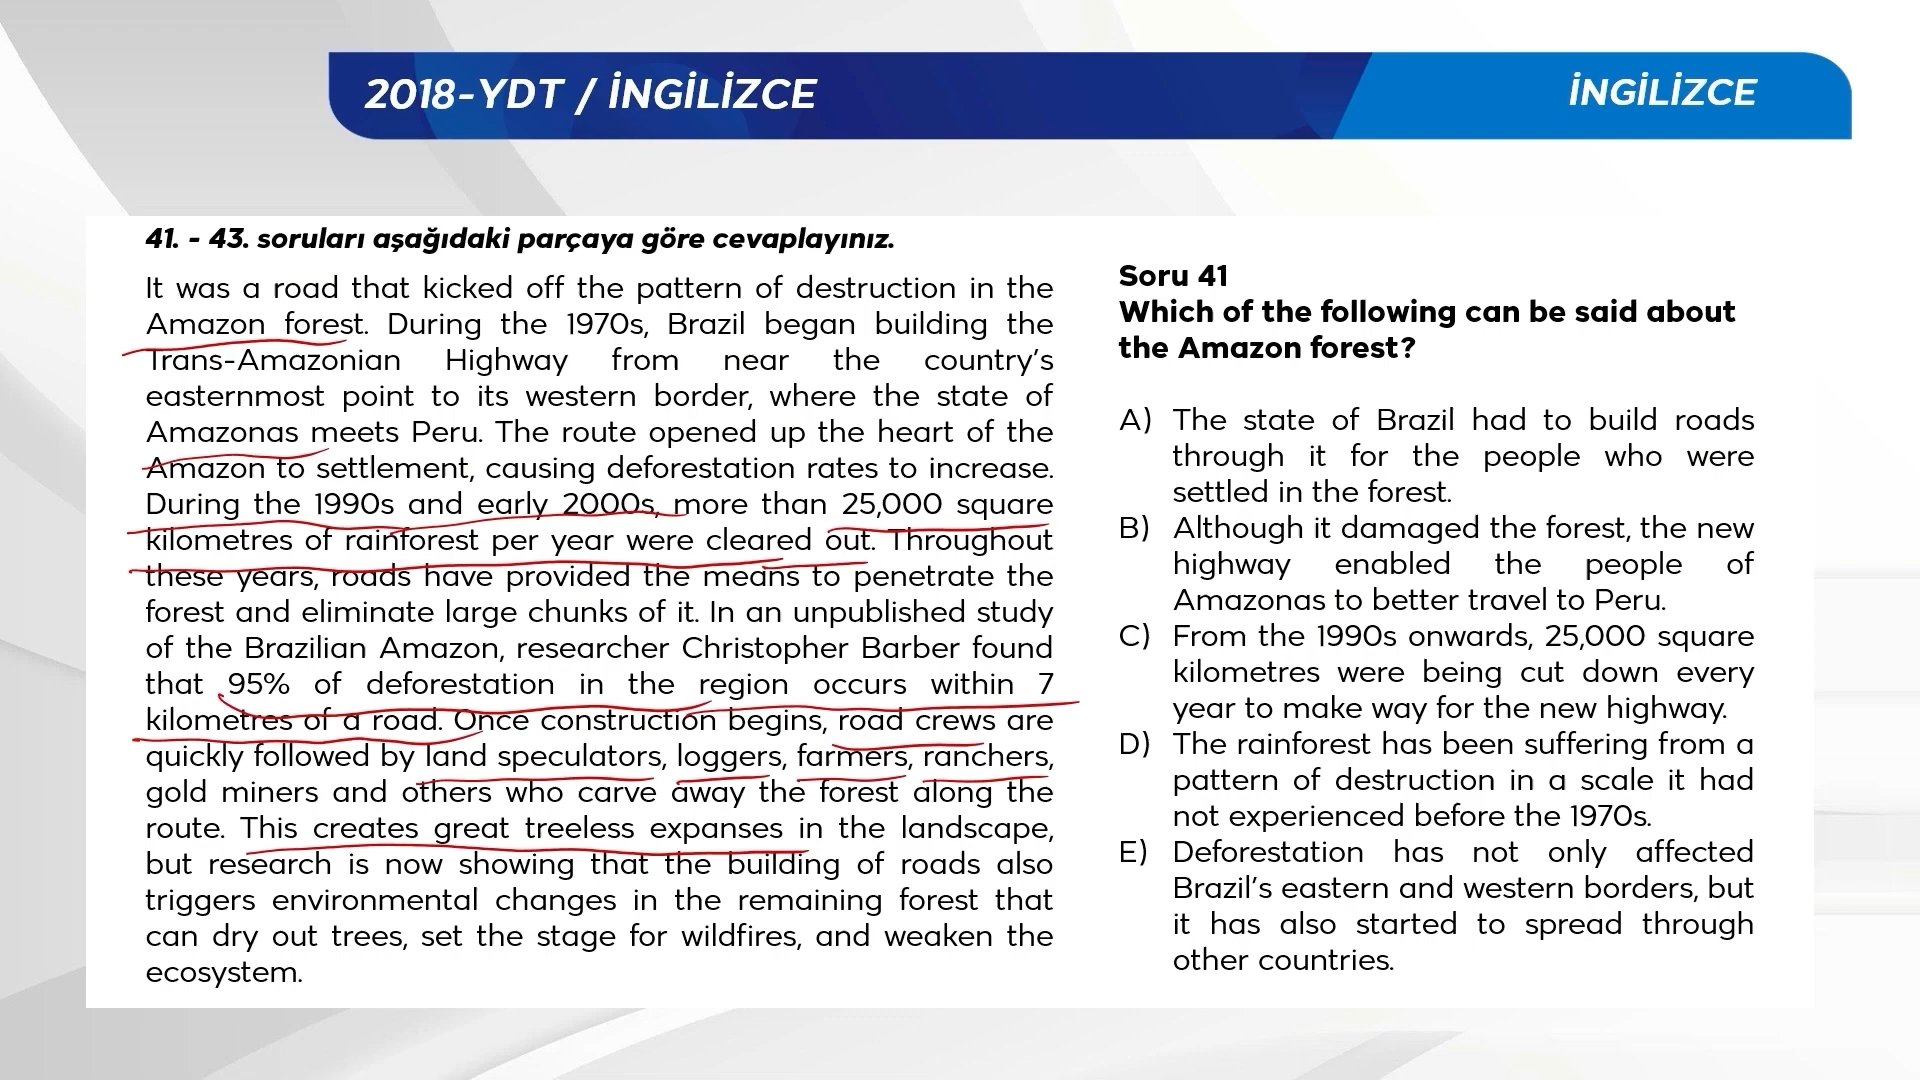 2018-YDT / İNGİLİZCE
İNGİLİZCE
41. - 43. soruları aşağıdaki parçaya göre cevaplayınız.
It was a road that kicked off the pattern of destruction in the
Amazon forest. During the 1970s, Brazil began building the
Trans-Amazonian Highway from near the country's
easternmost point to its western border, where the state of
Amazonas meets Peru. The route opened up the heart of the
Amazon to settlement, causing deforestation rates to increase.
During the 1990s and early 2000s, more than 25,000 square
kilometres of rainforest per year were cleared out. Throughout
these years, roads have provided the means to penetrate the
forest and eliminate large chunks of it. In an unpublished study
of the Brazilian Amazon, researcher Christopher Barber found
that 95% of deforestation in the region occurs within 7
kilometres of a road. Once construction begins, road crews are
quickly followed by land speculators, loggers, farmers, ranchers,
gold miners and others who carve away the forest along the
route. This creates great treeless expanses in the landscape,
but research is now showing that the building of roads also
triggers environmental changes in the remaining forest that
can dry out trees, set the stage for wildfires, and weaken the
ecosystem.
Soru 41
Which of the following can be said about
the Amazon forest?
A) The state of Brazil had to build roads
through it for the people who were
settled in the forest.
B) Although it damaged the forest, the new
highway enabled the people of
Amazonas to better travel to Peru.
C) From the 1990s onwards, 25,000 square
kilometres were being cut down every
year to make way for the new highway.
D) The rainforest has been suffering from a
pattern of destruction in a scale it had
not experienced before the 1970s.
E) Deforestation has not only affected
Brazil's eastern and western borders, but
it has also started to spread through
other countries.